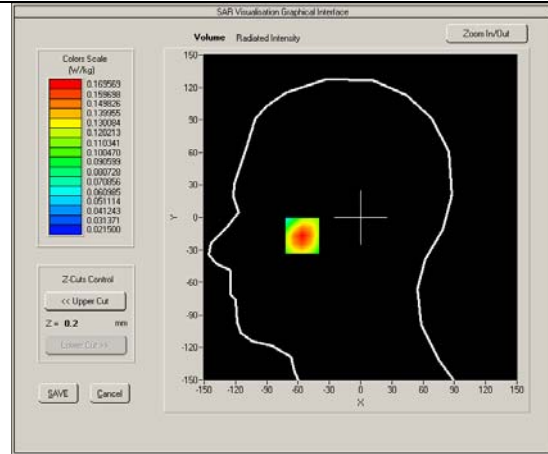 SAR Visualisation Graphical Interface
Volume Radiated Intensity
Zoom In/Out
Colors Scale
(W/kg)
0.169569
0.159698
0.149826
0.139955
0.130084
0.120213
0.110341
0.100470
0.090599
0.080728
0.070856
0.060985
0.051114
0.041243
0.031371
0.021500
Z-Cuts Control
<< Upper Cut
Z = 0.2 mm
Lower Cut >>
SAVE Cancel
150
120
90
60
30
0
-30
-60
-90
-120
-150
Y
-150 -120 -90 -60 -30 0 30 60 90 120 150
X